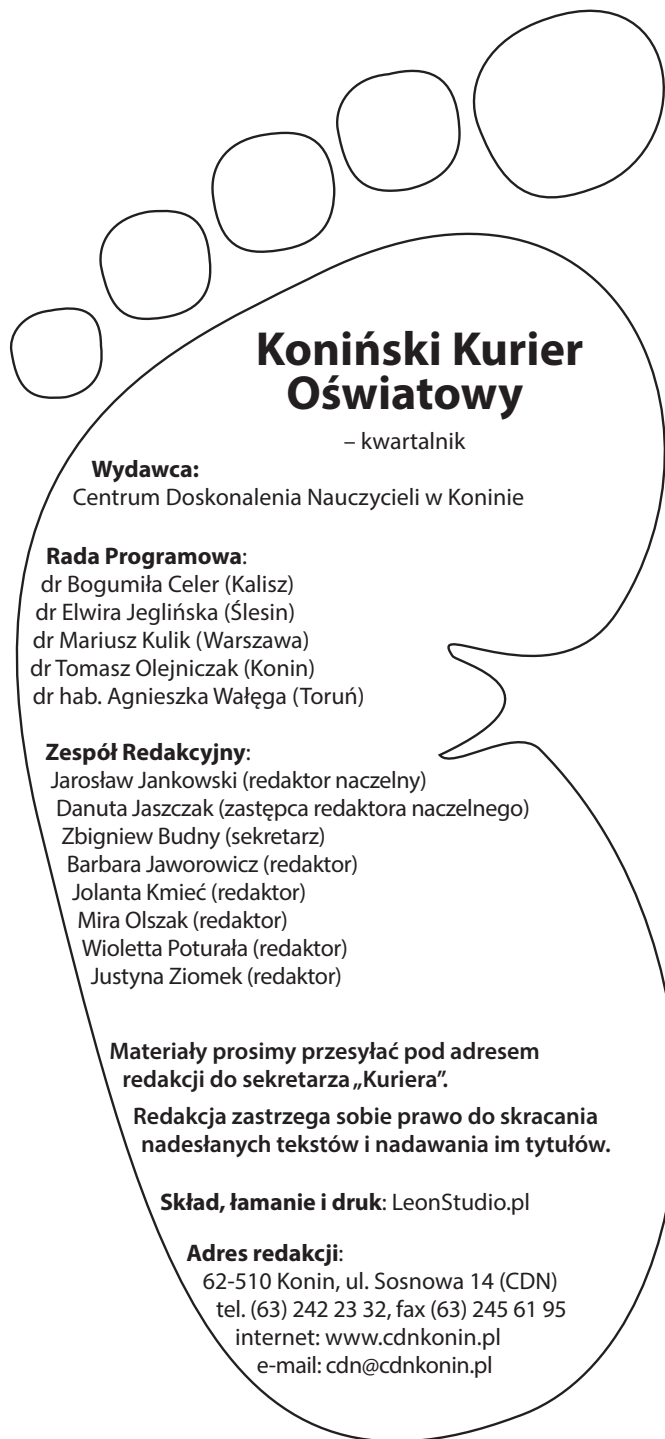 Koniński Kurier
Oświatowy
– kwartalnik
Wydawca:
Centrum Doskonalenia Nauczycieli w Koninie
Rada Programowa:
dr Bogumiła Celer (Kalisz)
dr Elwira Jeglińska (Ślesin)
dr Mariusz Kulik (Warszawa)
dr Tomasz Olejniczak (Konin)
dr hab. Agnieszka Wałęga (Toruń)
Zespół Redakcyjny:
Jarosław Jankowski (redaktor naczelny)
Danuta Jaszczak (zastępca redaktora naczelnego)
Zbigniew Budny (sekretarz)
Barbara Jaworowicz (redaktor)
Jolanta Kmieć (redaktor)
Mira Olszak (redaktor)
Wioletta Poturała (redaktor)
Justyna Ziomek (redaktor)
Materiały prosimy przesyłać pod adresem
redakcji do sekretarza „Kuriera”.
Redakcja zastrzega sobie prawo do skracania
nadesłanych tekstów i nadawania im tytułów.
Skład, łamanie i druk: LeonStudio.pl
Adres redakcji:
62-510 Konin, ul. Sosnowa 14 (CDN)
tel. (63) 242 23 32, fax (63) 245 61 95
internet: www.cdnkonin.pl
e-mail: cdn@cdnkonin.pl